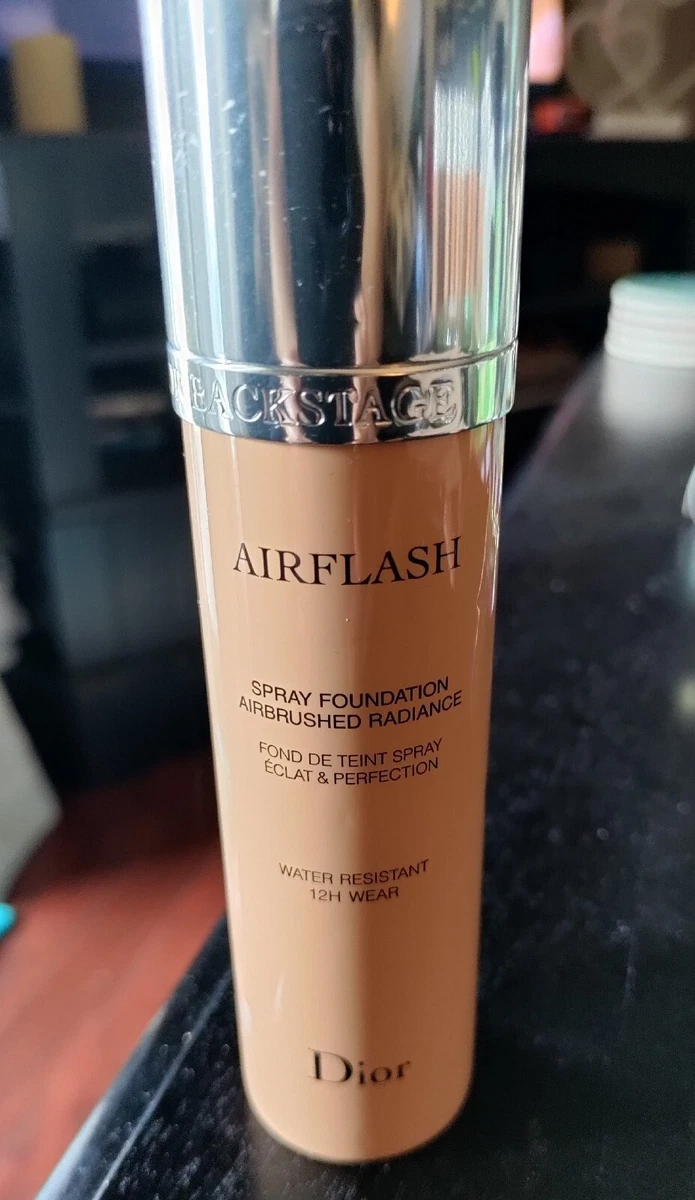 BACKSTAGE
AIRFLASH
SPRAY FOUNDATION
AIRBRUSHED RADIANCE
FOND DE TEINT SPRAY
ÉCLAT & PERFECTION
WATER RESISTANT
12H WEAR
Dior